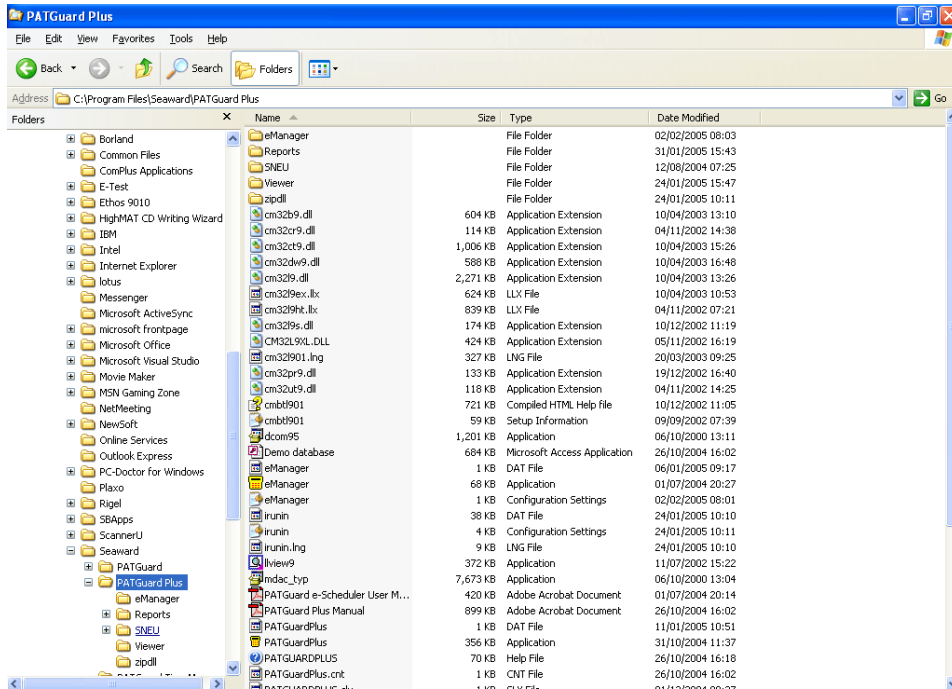 PATGuard Plus
File Edit View Favorites Tools Help
Back Search Folders
Address C:\Program Files\Seaward\PATGuard Plus Go
Folders
Borland
Common Files
ComPlus Applications
E-Test
Ethos 9010
HighMAT CD Writing Wizard
IBM
Intel
Internet Explorer
lotus
Messenger
Microsoft ActiveSync
microsoft frontpage
Microsoft Office
Microsoft Visual Studio
Movie Maker
MSN Gaming Zone
NetMeeting
NewSoft
Online Services
Outlook Express
PC-Doctor for Windows
Plaxo
Rigel
SBApps
ScannerU
Seaward
PATGuard
PATGuard Plus
eManager
Reports
SNEU
Viewer
zipdll
Name Size Type Date Modified
eManager File Folder 02/02/2005 08:03
Reports File Folder 31/01/2005 15:43
SNEU File Folder 12/08/2004 07:25
Viewer File Folder 24/01/2005 15:47
zipdll File Folder 24/01/2005 10:11
cm32b9.dll 604 KB Application Extension 10/04/2003 13:10
cm32cr9.dll 114 KB Application Extension 04/11/2002 14:38
cm32ct9.dll 1,006 KB Application Extension 10/04/2003 15:26
cm32dw9.dll 588 KB Application Extension 10/04/2003 16:48
cm32l9.dll 2,271 KB Application Extension 10/04/2003 13:26
cm32l9ex.llx 624 KB LLX File 10/04/2003 10:53
cm32l9ht.llx 839 KB LLX File 04/11/2002 07:21
cm32l9s.dll 174 KB Application Extension 10/12/2002 11:19
CM32L9XL.DLL 424 KB Application Extension 05/11/2002 16:19
cm32l901.lng 327 KB LNG File 20/03/2003 09:25
cm32pr9.dll 133 KB Application Extension 19/12/2002 16:40
cm32ut9.dll 118 KB Application Extension 04/11/2002 14:25
cmbtl901 721 KB Compiled HTML Help file 10/12/2002 11:05
cmbtl901 59 KB Setup Information 09/09/2002 07:39
dcom95 1,201 KB Application 06/10/2000 13:11
Demo database 684 KB Microsoft Access Application 26/10/2004 16:02
eManager 1 KB DAT File 06/01/2005 09:17
eManager 68 KB Application 01/07/2004 20:27
eManager 1 KB Configuration Settings 02/02/2005 08:01
irunin 38 KB DAT File 24/01/2005 10:10
irunin 4 KB Configuration Settings 24/01/2005 10:11
irunin.lng 9 KB LNG File 24/01/2005 10:10
llview9 372 KB Application 11/07/2002 15:22
mdac_typ 7,673 KB Application 06/10/2000 13:04
PATGuard e-Scheduler User M... 420 KB Adobe Acrobat Document 01/07/2004 20:14
PATGuard Plus Manual 899 KB Adobe Acrobat Document 26/10/2004 16:02
PATGuardPlus 1 KB DAT File 11/01/2005 10:51
PATGuardPlus 356 KB Application 31/10/2004 11:37
PATGUARDPLUS 70 KB Help File 26/10/2004 16:18
PATGuardPlus.cnt 1 KB CNT File 26/10/2004 16:02